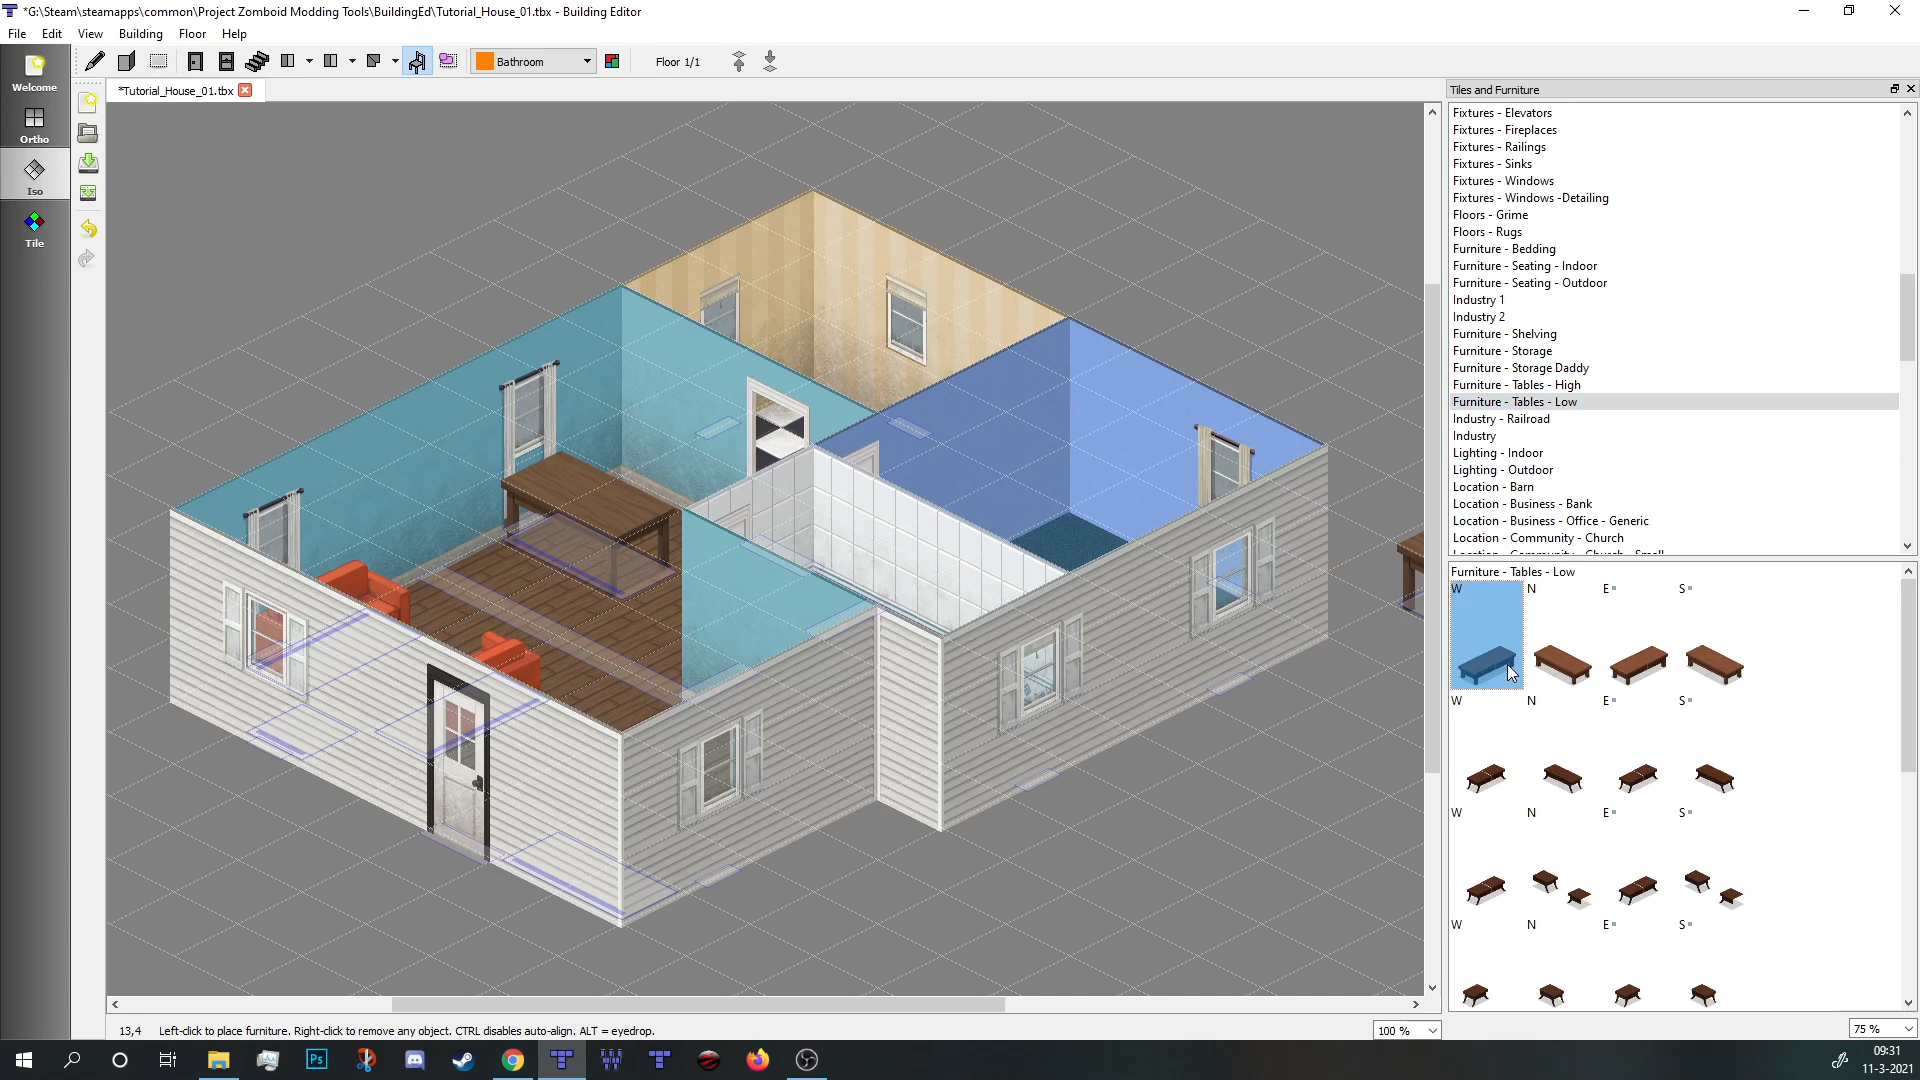 *G:\Steam\steamapps\common\Project Zomboid Modding Tools\BuildingEd\Tutorial_House_01.tbx - Building Editor
File Edit View Building Floor Help
Welcome
Ortho
Iso
Tile
Bathroom
Floor 1/1
*Tutorial_House_01.tbx
Tiles and Furniture
Fixtures - Elevators
Fixtures - Fireplaces
Fixtures - Railings
Fixtures - Sinks
Fixtures - Windows
Fixtures - Windows -Detailing
Floors - Grime
Floors - Rugs
Furniture - Bedding
Furniture - Seating - Indoor
Furniture - Seating - Outdoor
Industry 1
Industry 2
Furniture - Shelving
Furniture - Storage
Furniture - Storage Daddy
Furniture - Tables - High
Furniture - Tables - Low
Industry - Railroad
Industry
Lighting - Indoor
Lighting - Outdoor
Location - Barn
Location - Business - Bank
Location - Business - Office - Generic
Location - Community - Church
Location - Community - Church - Small
Furniture - Tables - Low
W N E S
W N E S
W N E S
W N E S
13,4 Left-click to place furniture. Right-click to remove any object. CTRL disables auto-align. ALT = eyedrop.
100 %
75 %
Ps
09:31
11-3-2021